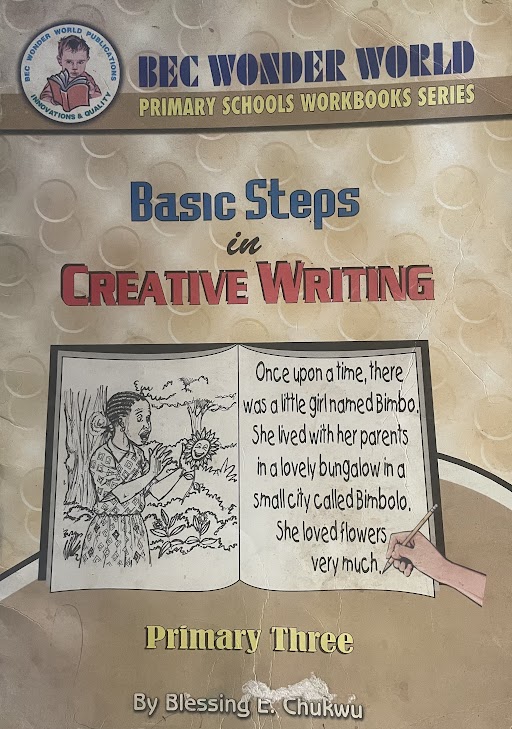 BEC WONDER WORLD PUBLICATIONS
INNOVATIONS & QUALITY
BEC WONDER WORLD
PRIMARY SCHOOLS WORKBOOKS SERIES
Basic Steps
in
CREATIVE WRITING
Once upon a time, there
was a little girl named Bimbo.
She lived with her parents
in a lovely bungalow in a
small city called Bimbolo.
She loved flowers
very much.
Primary Three
By Blessing E. Chukwu